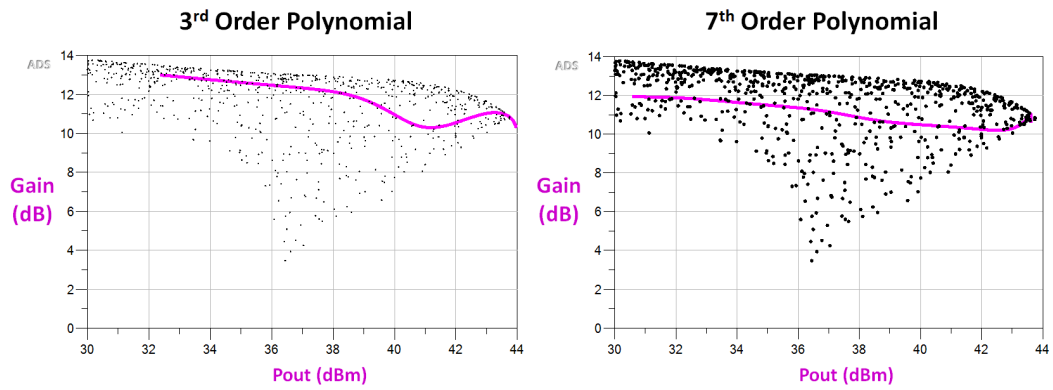 3rd Order Polynomial
7th Order Polynomial
ADS
14
12
10
8
6
4
2
0
Gain
(dB)
30 32 34 36 38 40 42 44
Pout (dBm)
ADS
14
12
10
8
6
4
2
0
Gain
(dB)
30 32 34 36 38 40 42 44
Pout (dBm)